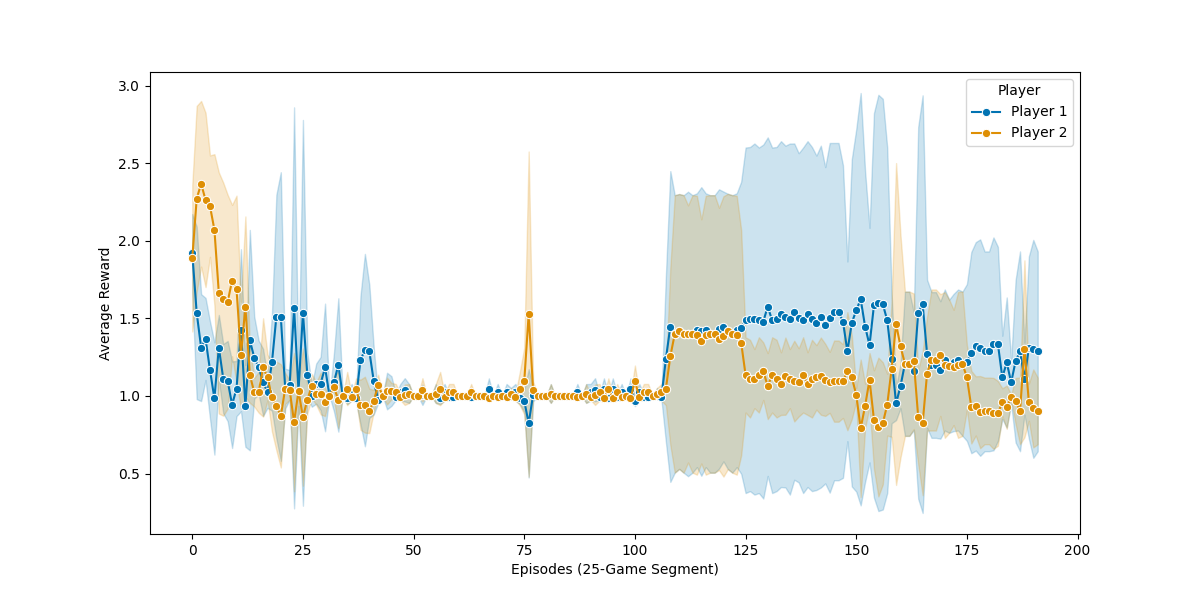 3.0
2.5
2.0
1.5
1.0
0.5
Average Reward
Player
Player 1
Player 2
0 25 50 75 100 125 150 175 200
Episodes (25-Game Segment)